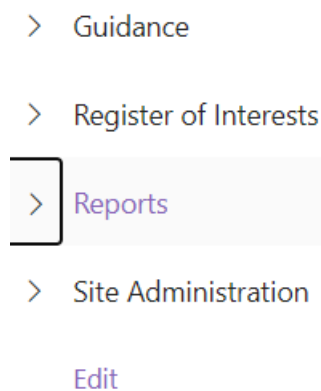 Guidance
Register of Interests
Reports
Site Administration
Edit